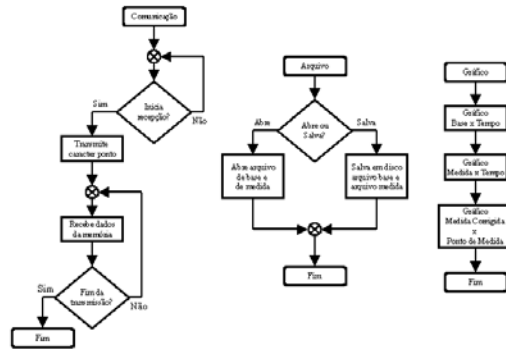 Comunicação
Inicia
recepção?
Sim
Não
Transmite
caracter ponto
Recebe dados
da memória
Fim da
transmissão?
Sim
Não
Fim
Arquivo
Abre ou
Salva?
Abre
Salva
Abre arquivo
de base e
de medida
Salva em disco
arquivo base e
arquivo medida
Fim
Gráfico
Gráfico
Base x Tempo
Gráfico
Medida x Tempo
Gráfico
Medida Corrigida
x
Ponto de Medida
Fim